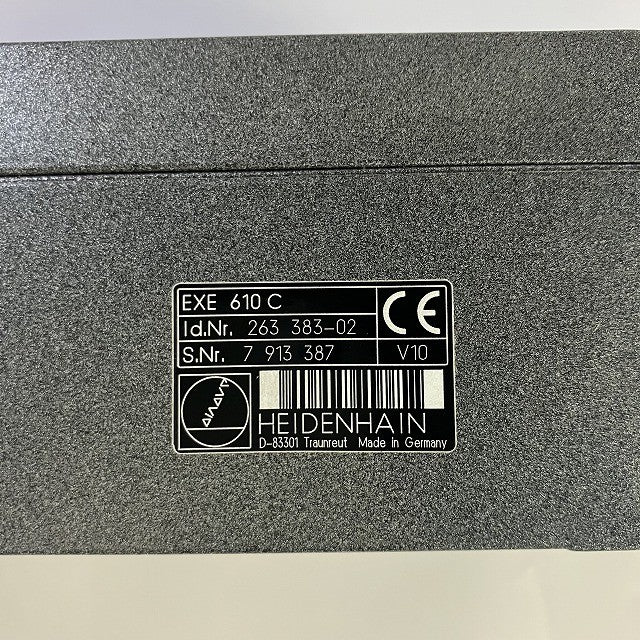 EXE 610 C
CE
Id.Nr. 263 383-02
S.Nr. 7 913 387 V10
HEIDENHAIN
D-83301 Traunreut Made in Germany